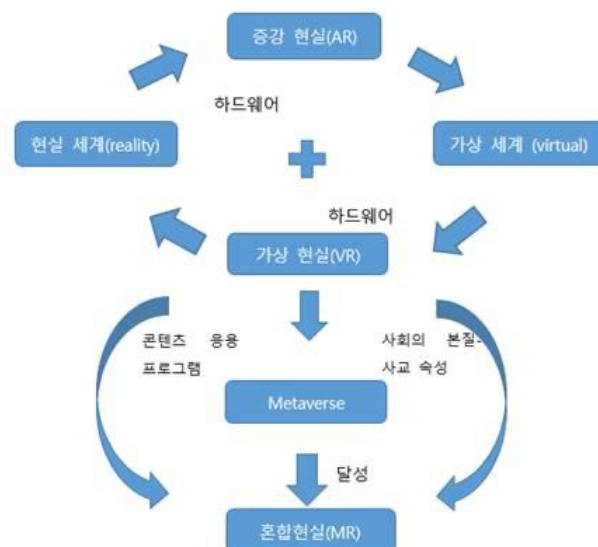 증강 현실(AR)
하드웨어
현실 세계(reality)
가상 세계 (virtual)
하드웨어
가상 현실(VR)
콘텐츠 응용
프로그램
사회의 본질-
사교 속성
Metaverse
달성
혼합현실(MR)